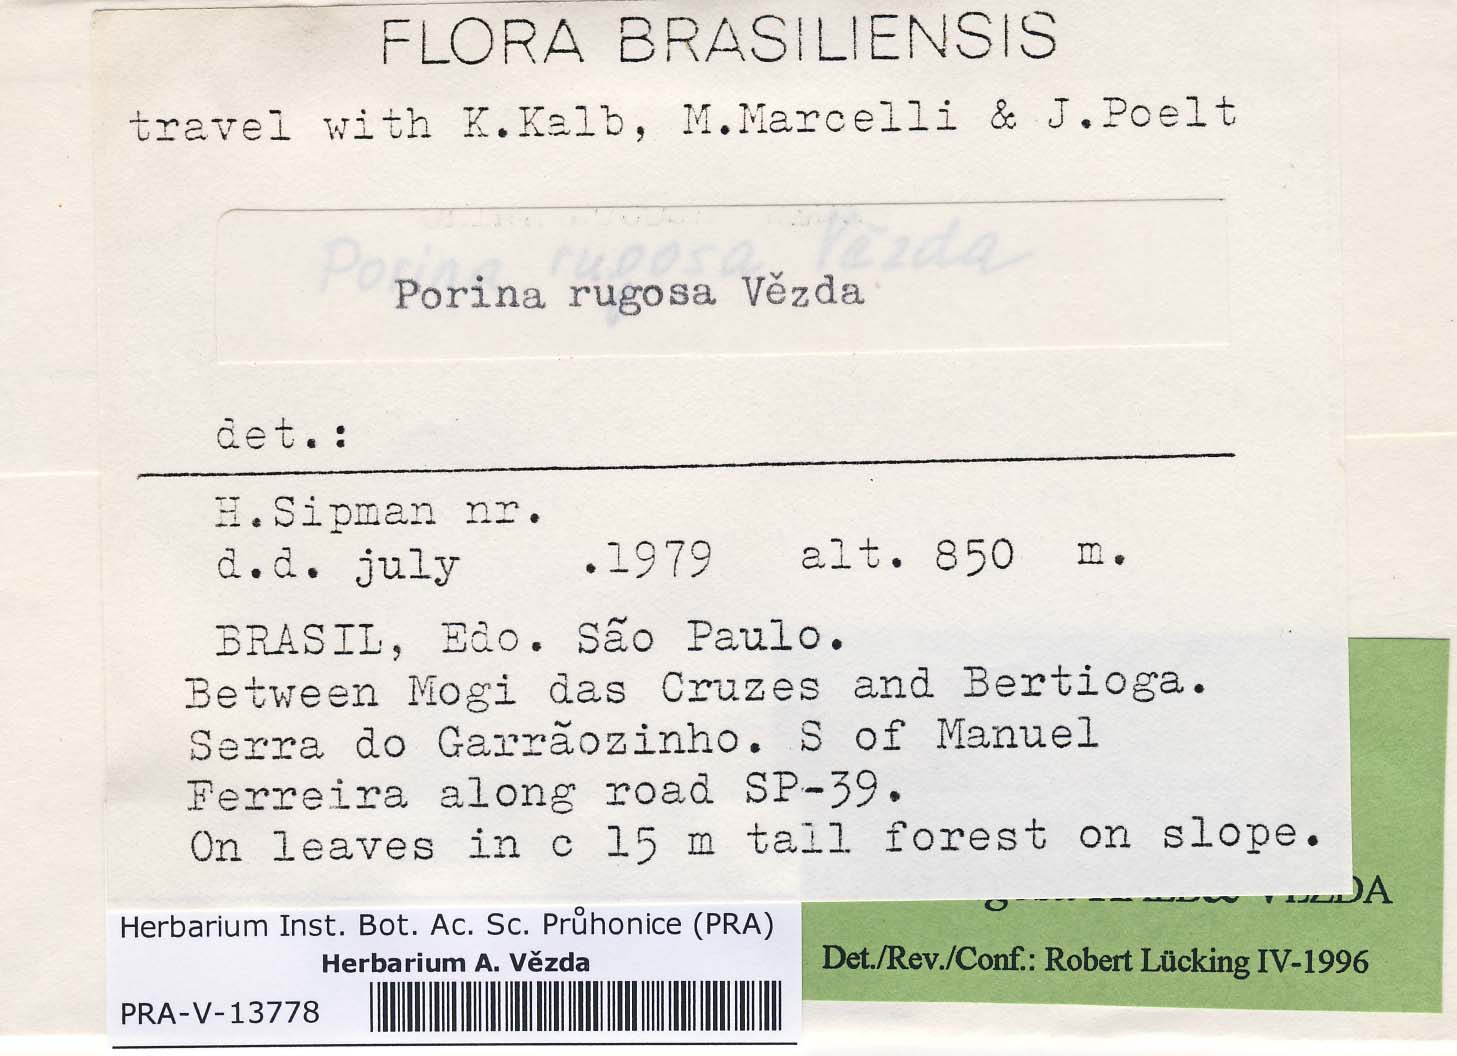 FLORA BRASILIENSIS
travel with K.Kalb, M.Marcelli & J.Poelt
Porina rugosa Vězda
Porina rugosa Vězda
det.:
H.Sipman nr.
d.d. july .1979 alt. 850 m.
BRASIL, Edo. São Paulo.
Between Mogi das Cruzes and Bertioga.
Serra do Garrãozinho. S of Manuel
Ferreira along road SP-39.
On leaves in c 15 m tall forest on slope.
Herbarium Inst. Bot. Ac. Sc. Průhonice (PRA)
Herbarium A. Vězda
PRA-V-13778
Det./Rev./Conf.: Robert Lücking IV-1996